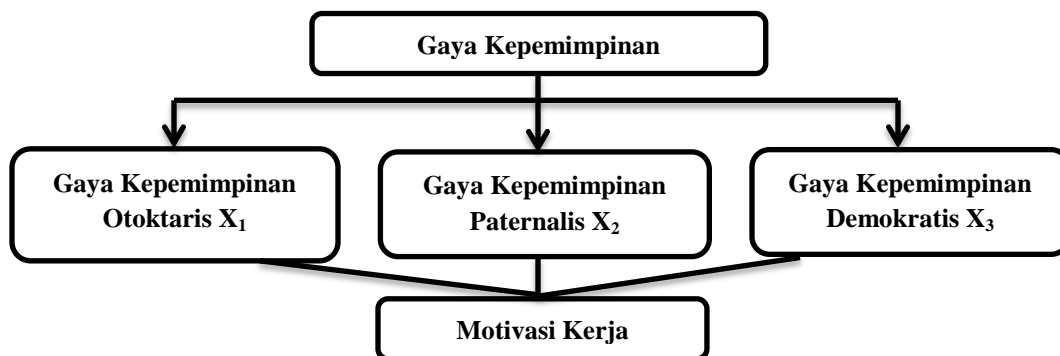 Gaya Kepemimpinan
Gaya Kepemimpinan
Otoktaris X₁
Gaya Kepemimpinan
Paternalis X₂
Gaya Kepemimpinan
Demokratis X₃
Motivasi Kerja